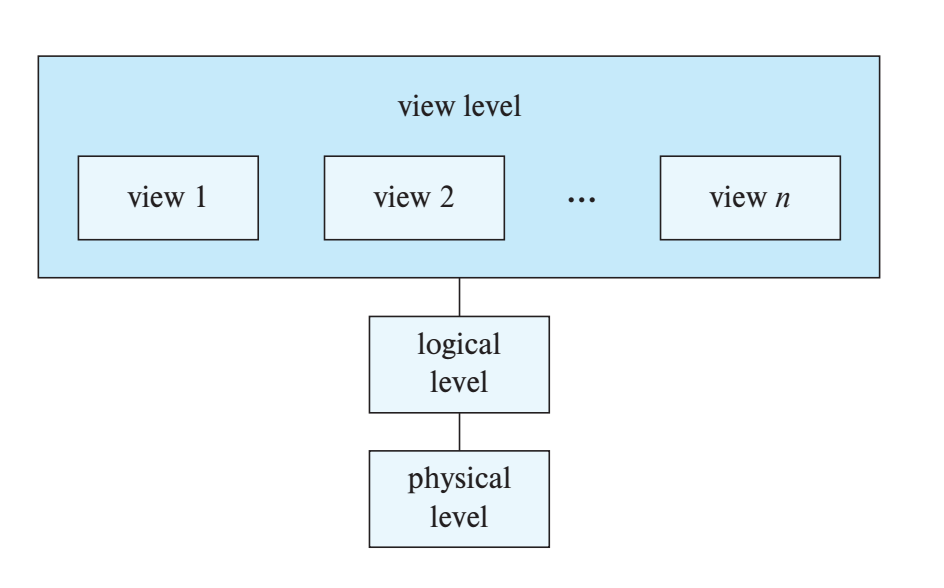 view level
view 1
view 2
...
view n
logical
level
physical
level